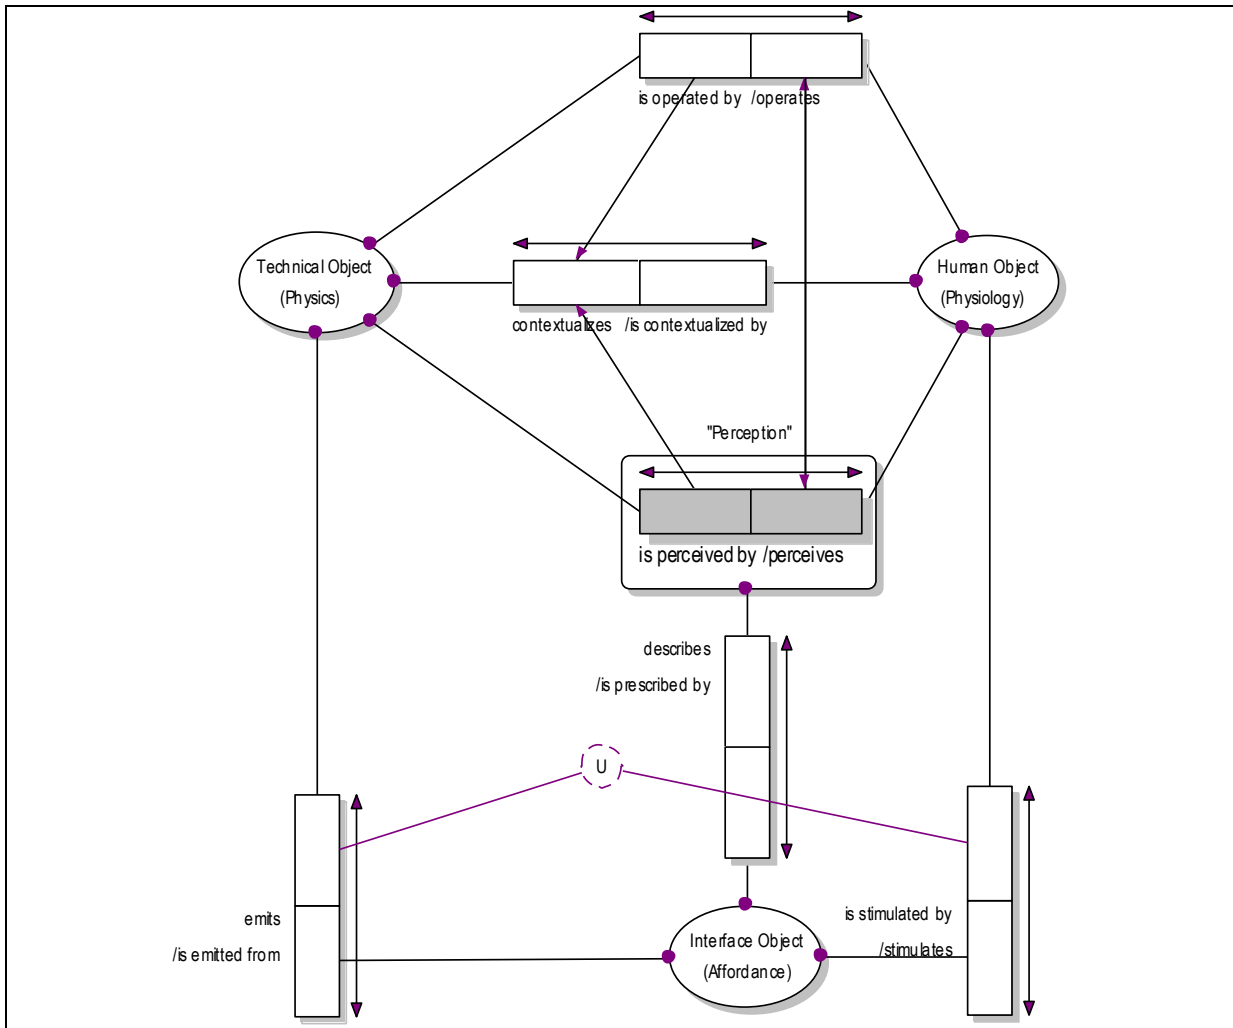 is operated by /operates
Technical Object
(Physics)
Human Object
(Physiology)
contextualizes /is contextualized by
"Perception"
is perceived by /perceives
describes
/is prescribed by
U
emits
/is emitted from
is stimulated by
/stimulates
Interface Object
(Affordance)